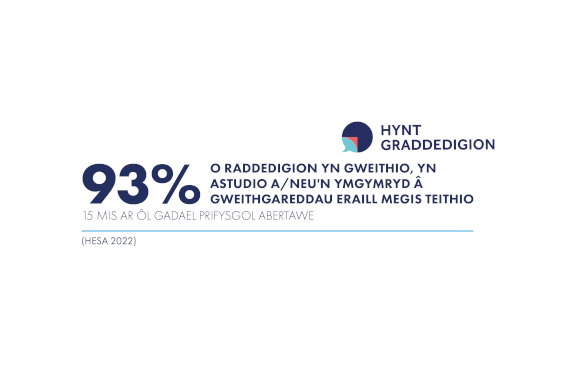 HYNT
GRADDEDIGION
93%
O RADDEDIGION YN GWEITHIO, YN
ASTUDIO A/NEU'N YMGYMRYD Â
GWEITHGAREDDAU ERAILL MEGIS TEITHIO
15 MIS AR ÔL GADAEL PRIFYSGOL ABERTAWE
(HESA 2022)